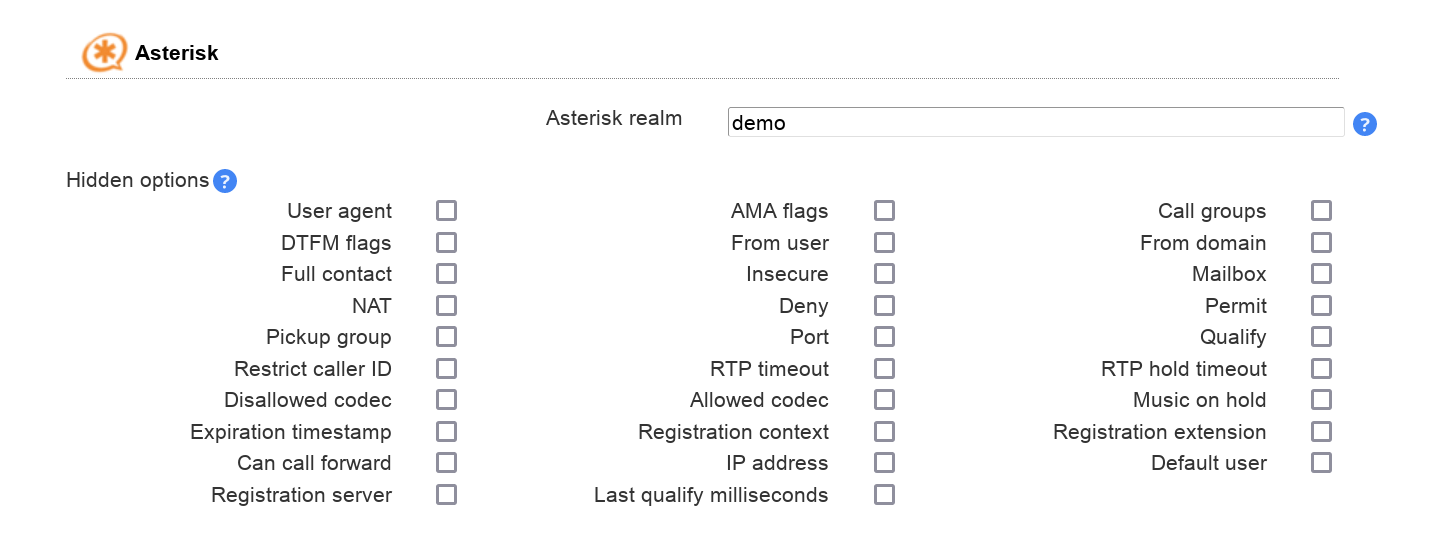 Asterisk
Asterisk realm demo ?
Hidden options ?
User agent AMA flags Call groups
DTFM flags From user From domain
Full contact Insecure Mailbox
NAT Deny Permit
Pickup group Port Qualify
Restrict caller ID RTP timeout RTP hold timeout
Disallowed codec Allowed codec Music on hold
Expiration timestamp Registration context Registration extension
Can call forward IP address Default user
Registration server Last qualify milliseconds